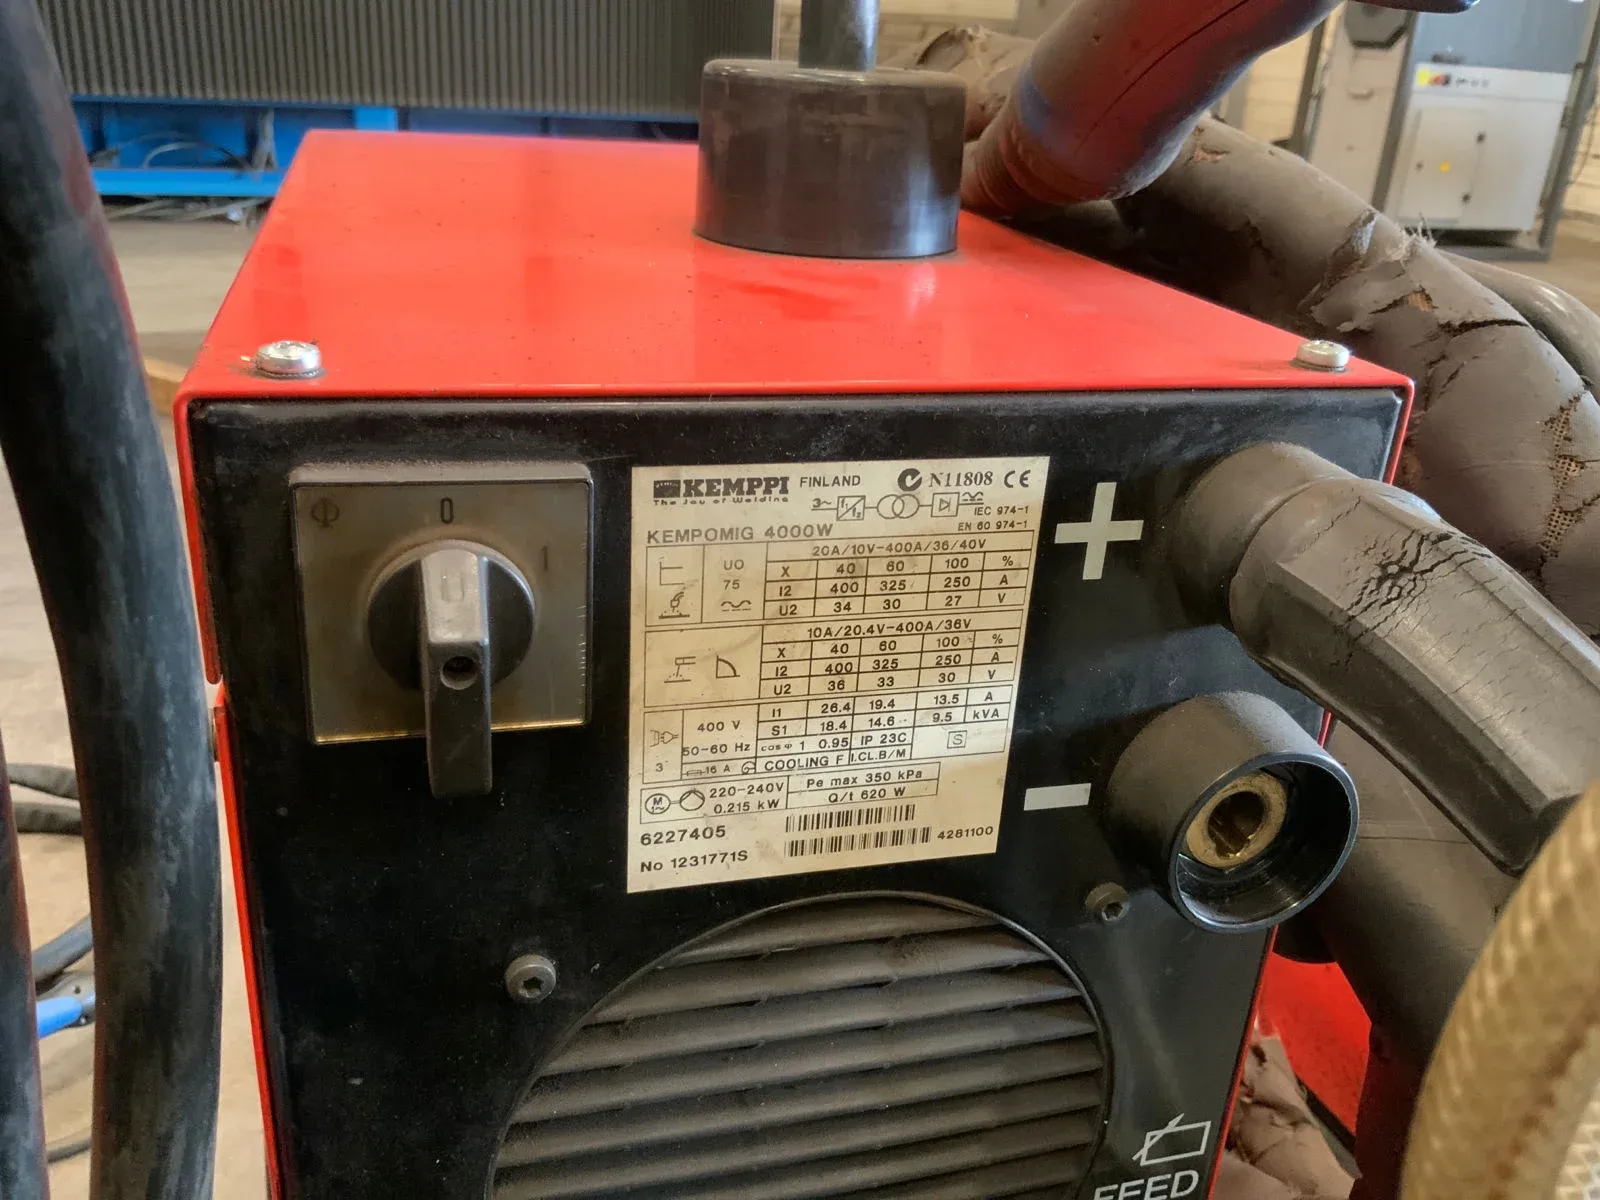 0
1
KEMPPI FINLAND N11808 CE
The Joy of Welding
3~ f1/f2
IEC 974-1
EN 60 974-1
KEMPOMIG 4000W
20A/10V-400A/36/40V
UO
75
X 40 60 100 %
I2 400 325 250 A
U2 34 30 27 V
10A/20.4V-400A/36V
X 40 60 100 %
I2 400 325 250 A
U2 36 33 30 V
400 V
I1 26.4 19.4 13.5 A
S1 18.4 14.6 9.5 kVA
50-60 Hz
cos φ 1 0.95 IP 23C S
3 16 A COOLING F I.CL.B/M
M 220-240V Pe max 350 kPa
0.215 kW Q/t 620 W
6227405
No 1231771S
4281100
+
−
FEED